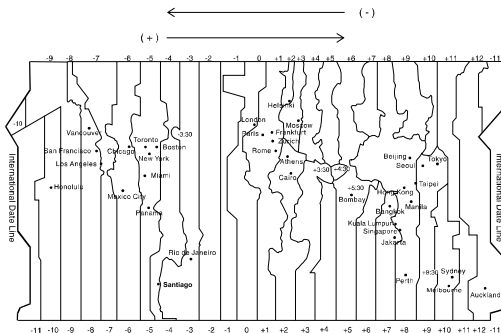 (-)
(+)
-9 -8 -7 -6 -5 -4 -3 -2 -1 0 +1 +2 +3 +4 +5 +6 +7 +8 +9 +10 +11 -11
Helsinki
London Moscow
-10
Vancouver -3:30 Paris Frankfurt
Toronto Boston Zürich
San Francisco Chicago New York Rome Beijing Tokyo
Los Angeles Athens Seoul
Miami Cairo +3:30 +4:30
Honolulu Mexico City +5:30 Hong Kong Taipei
Panama Bombay Bangkok Manila
Kuala Lumpur
Singapore
Jakarta
Rio de Janeiro
+9:30
Santiago Perth Sydney
Melbourne Auckland
International Date Line
International Date Line
-11 -10 -9 -8 -7 -6 -5 -4 -3 -2 -1 0 +1 +2 +3 +4 +5 +6 +7 +8 +9 +10 +11 +12 -11